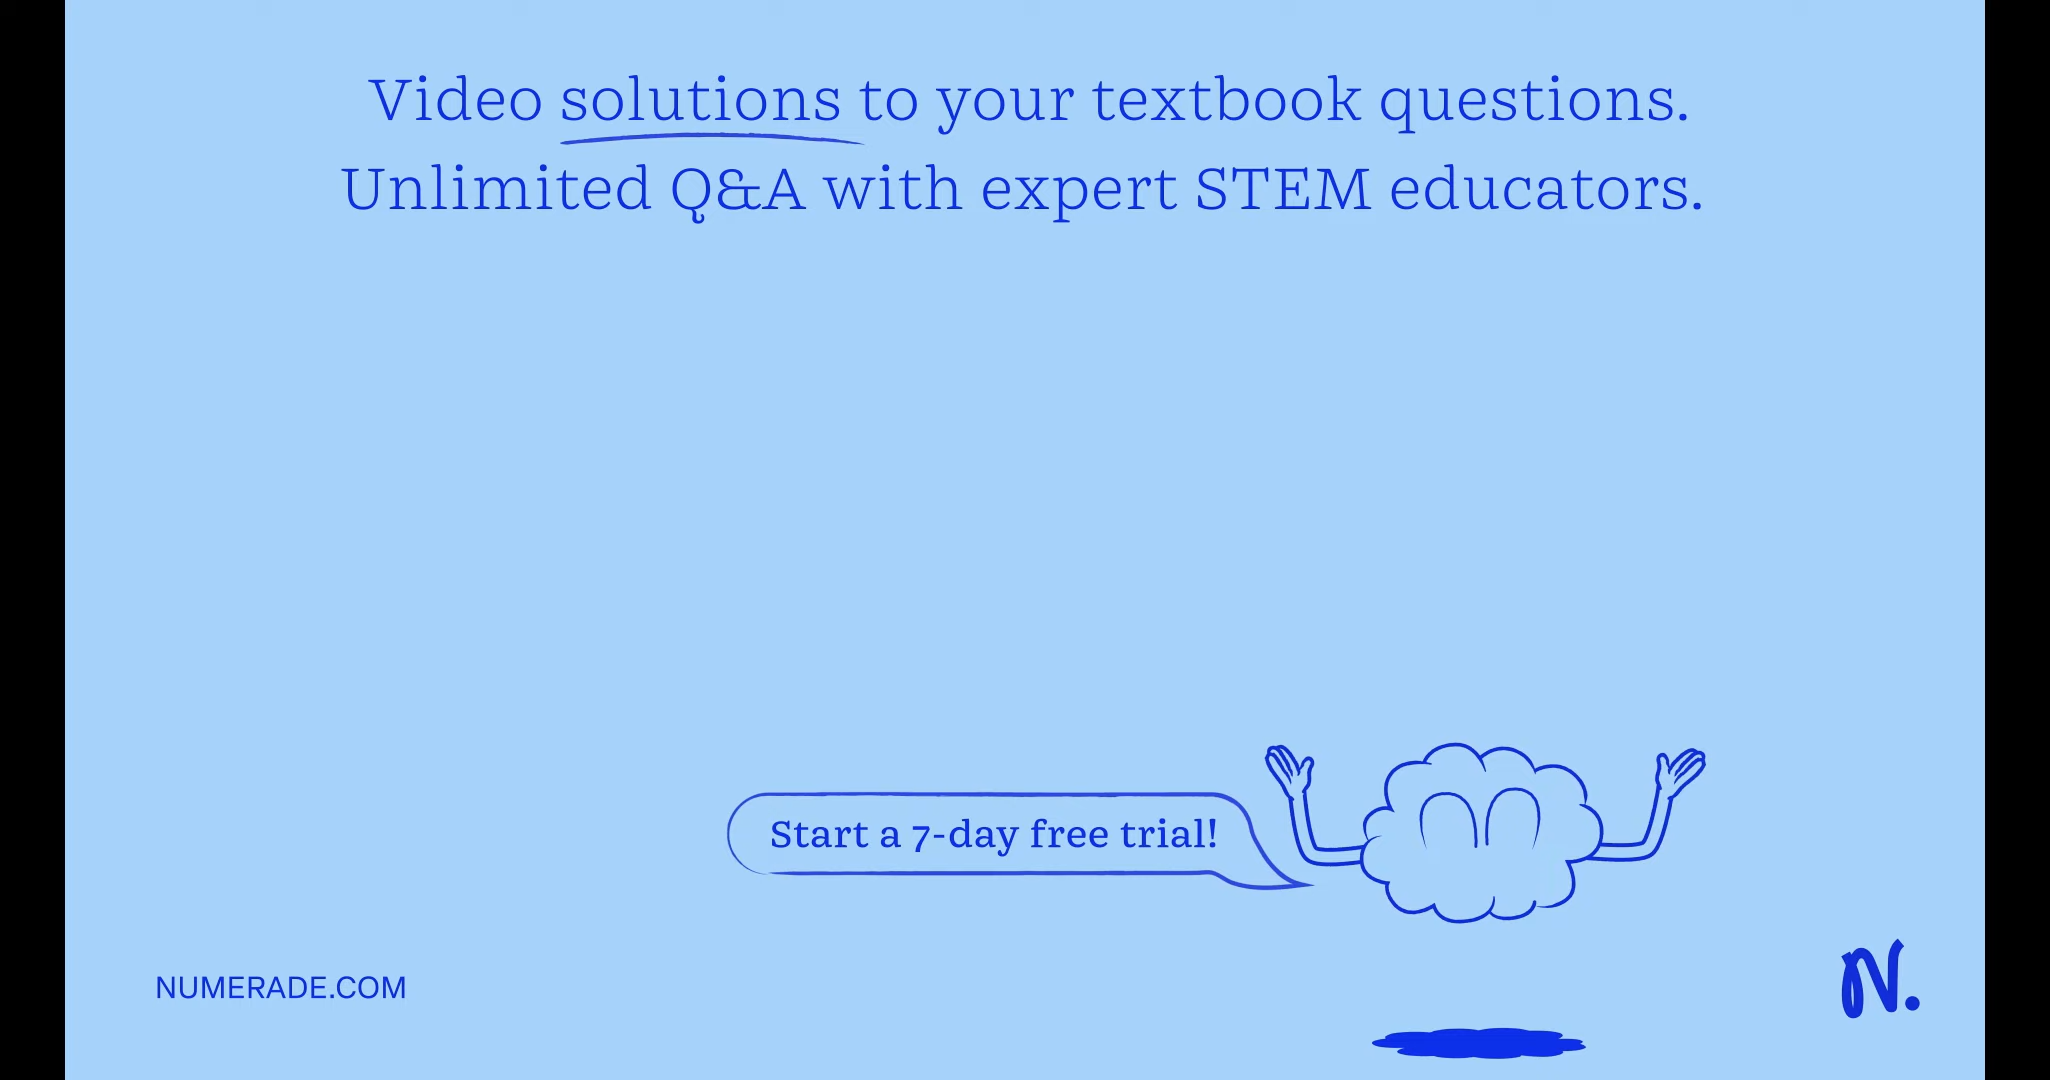 Video solutions to your textbook questions.
Unlimited Q&A with expert STEM educators.
Start a 7-day free trial!
NUMERADE.COM
N.